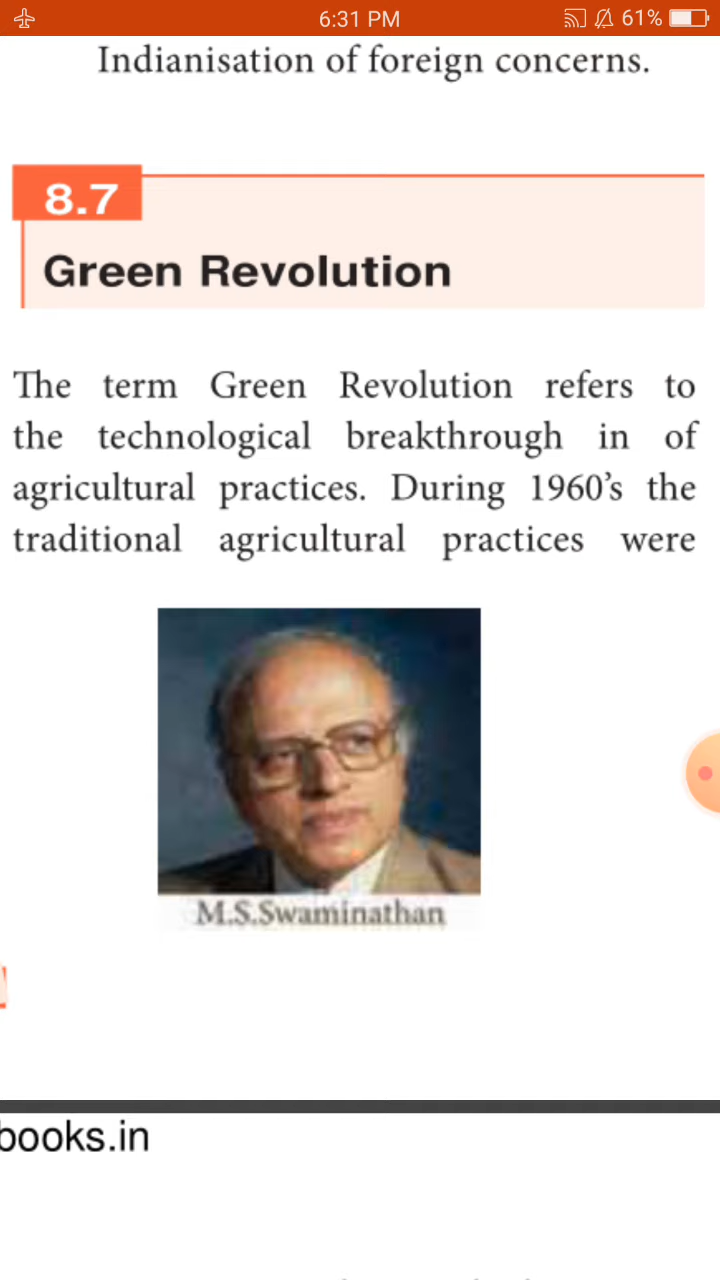 6:31 PM
61%
Indianisation of foreign concerns.
8.7
Green Revolution
The term Green Revolution refers to
the technological breakthrough in of
agricultural practices. During 1960’s the
traditional agricultural practices were
M.S.Swaminathan
books.in